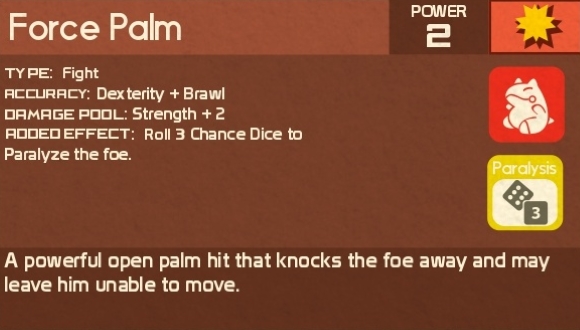 Force Palm
POWER
2
TYPE: Fight
ACCURACY: Dexterity + Brawl
DAMAGE POOL: Strength + 2
ADDED EFFECT: Roll 3 Chance Dice to
Paralyze the foe.
Paralysis
3
A powerful open palm hit that knocks the foe away and may
leave him unable to move.